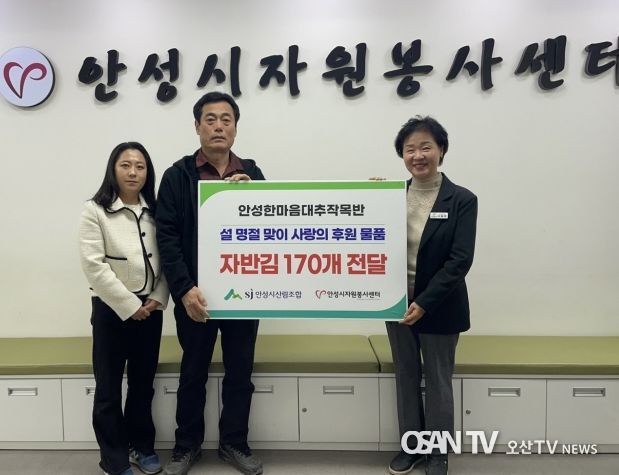 안성시자원봉사센터
안성한마음대추작목반
설 명절 맞이 사랑의 후원 물품
자반김 170개 전달
sj 안성시산림조합 안성시자원봉사센터
OSAN TV 오산TV NEWS